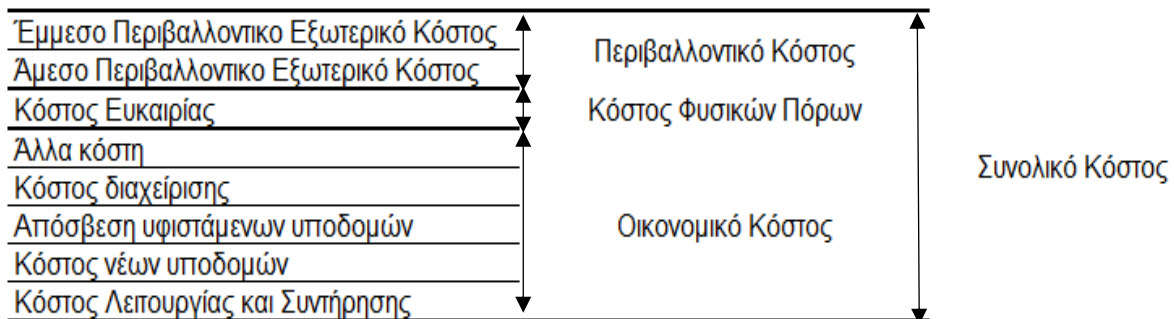 Έμμεσο Περιβαλλοντικο Εξωτερικό Κόστος
Άμεσο Περιβαλλοντικο Εξωτερικό Κόστος
Περιβαλλοντικό Κόστος
Κόστος Ευκαιρίας
Κόστος Φυσικών Πόρων
Άλλα κόστη
Κόστος διαχείρισης
Απόσβεση υφιστάμενων υποδομών
Κόστος νέων υποδομών
Κόστος Λειτουργίας και Συντήρησης
Οικονομικό Κόστος
Συνολικό Κόστος